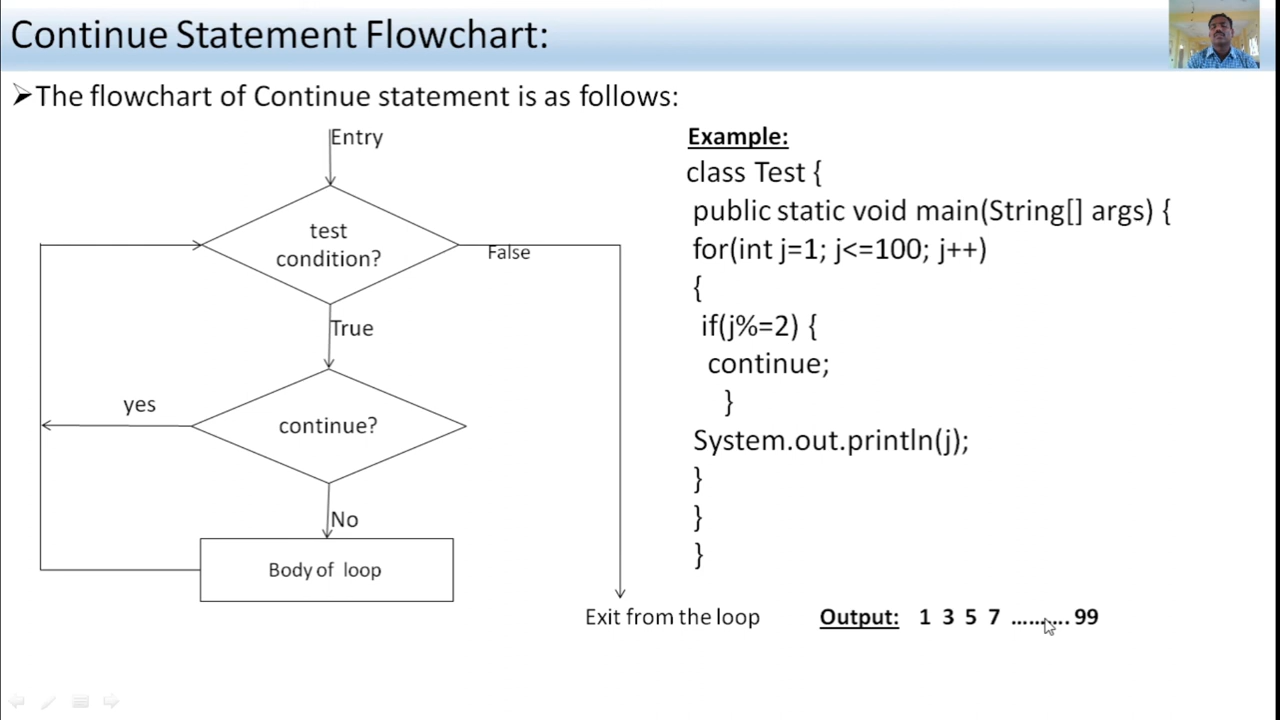 Continue Statement Flowchart:
➢The flowchart of Continue statement is as follows:
Entry
test
condition?
False
True
yes
continue?
No
Body of loop
Exit from the loop
Example:
class Test {
public static void main(String[] args) {
for(int j=1; j<=100; j++)
{
if(j%=2) {
continue;
}
System.out.println(j);
}
}
}
Output: 1 3 5 7 .......... 99